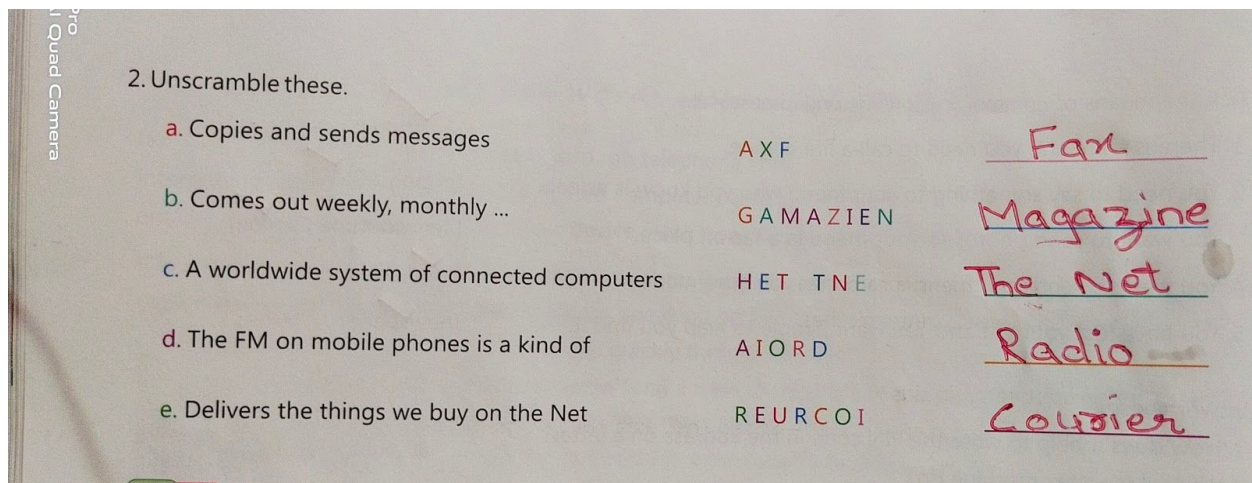 Pro
AI Quad Camera
2. Unscramble these.
a. Copies and sends messages AXF Fax
b. Comes out weekly, monthly ... GAMAZIEN Magazine
c. A worldwide system of connected computers HET TNE The Net
d. The FM on mobile phones is a kind of AIORD Radio
e. Delivers the things we buy on the Net REURCOI Courier